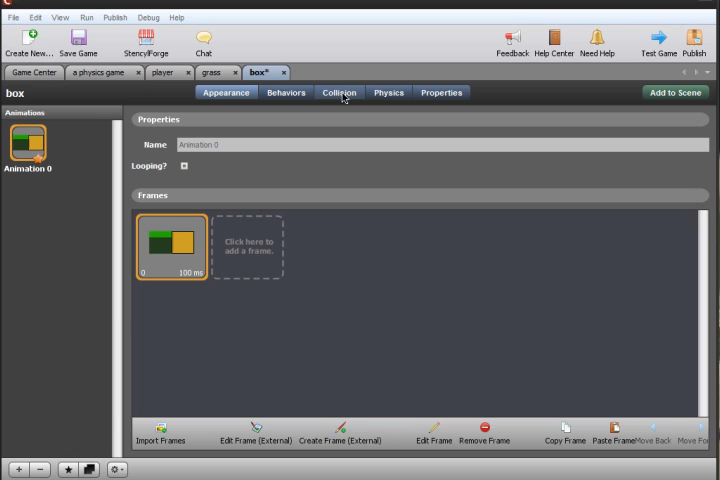 File Edit View Run Publish Debug Help
Create New... Save Game StencylForge Chat Feedback Help Center Need Help Test Game Publish
Game Center a physics game player grass box*
box Appearance Behaviors Collision Physics Properties Add to Scene
Animations
Animation 0
Properties
Name Animation 0
Looping?
Frames
0 100 ms
Click here to
add a frame.
Import Frames Edit Frame (External) Create Frame (External) Edit Frame Remove Frame Copy Frame Paste Frame Move Back Move For